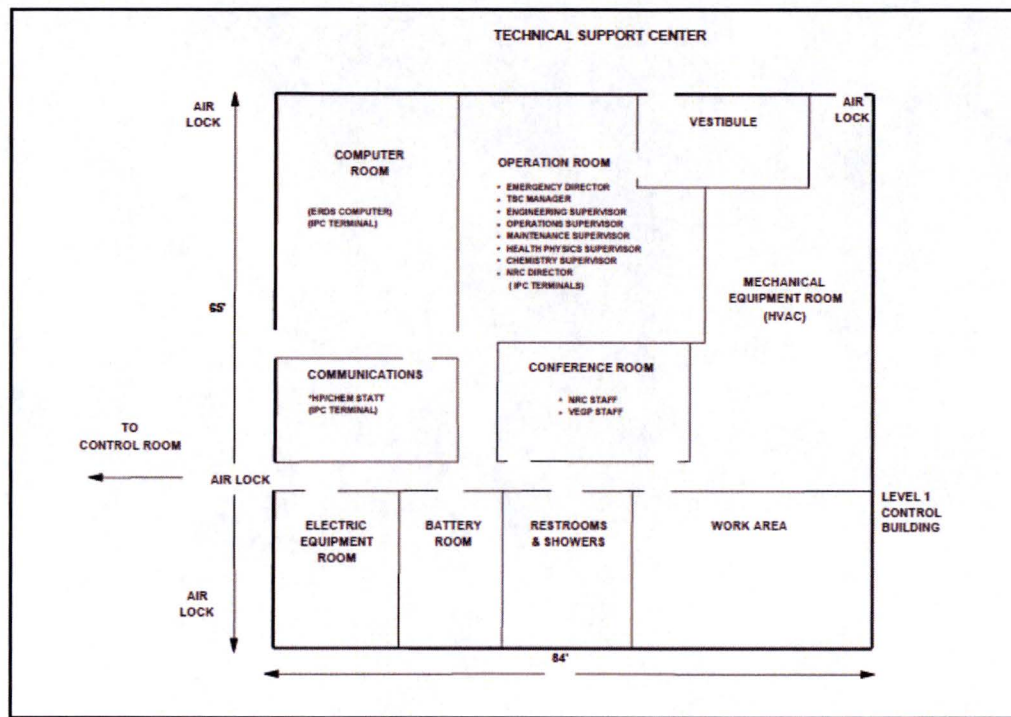 TECHNICAL SUPPORT CENTER
AIR
LOCK
COMPUTER
ROOM
(ERDS COMPUTER)
(IPC TERMINAL)
OPERATION ROOM
• EMERGENCY DIRECTOR
• TSC MANAGER
• ENGINEERING SUPERVISOR
• OPERATIONS SUPERVISOR
• MAINTENANCE SUPERVISOR
• HEALTH PHYSICS SUPERVISOR
• CHEMISTRY SUPERVISOR
• NRC DIRECTOR
( IPC TERMINALS)
VESTIBULE
AIR
LOCK
MECHANICAL
EQUIPMENT ROOM
(HVAC)
65'
COMMUNICATIONS
*HP/CHEM STATT
(IPC TERMINAL)
CONFERENCE ROOM
• NRC STAFF
• VEGP STAFF
TO
CONTROL ROOM
AIR LOCK
ELECTRIC
EQUIPMENT
ROOM
BATTERY
ROOM
RESTROOMS
& SHOWERS
WORK AREA
LEVEL 1
CONTROL
BUILDING
AIR
LOCK
84'